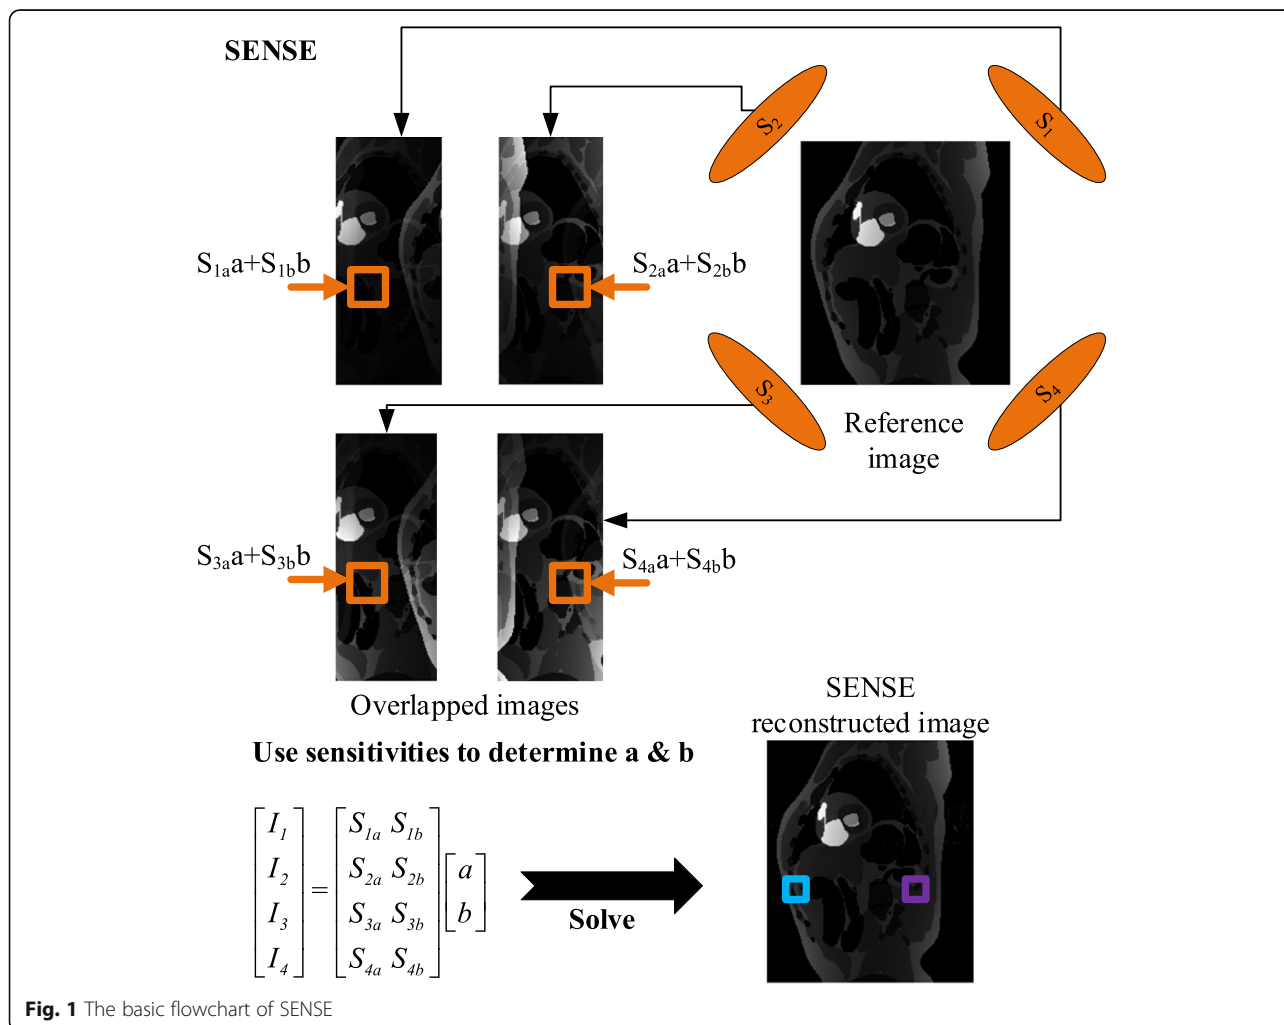 SENSE
S2
S1
S1aa+S1bb
S2aa+S2bb
S3
S4
Reference
image
S3aa+S3bb
S4aa+S4bb
Overlapped images
SENSE
reconstructed image
Use sensitivities to determine a & b
[I1] = [S1a S1b] [a]
[I2] [S2a S2b] [b]
[I3] [S3a S3b]
[I4] [S4a S4b]
Solve
Fig. 1 The basic flowchart of SENSE